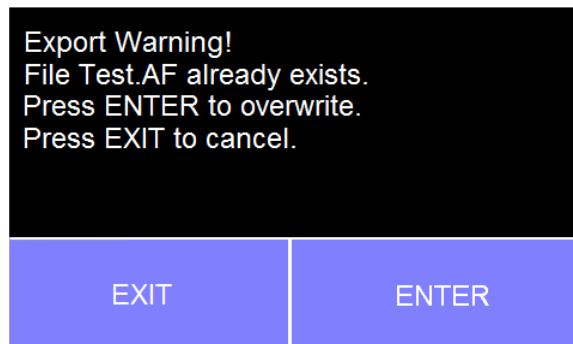 Export Warning!
File Test.AF already exists.
Press ENTER to overwrite.
Press EXIT to cancel.
EXIT
ENTER